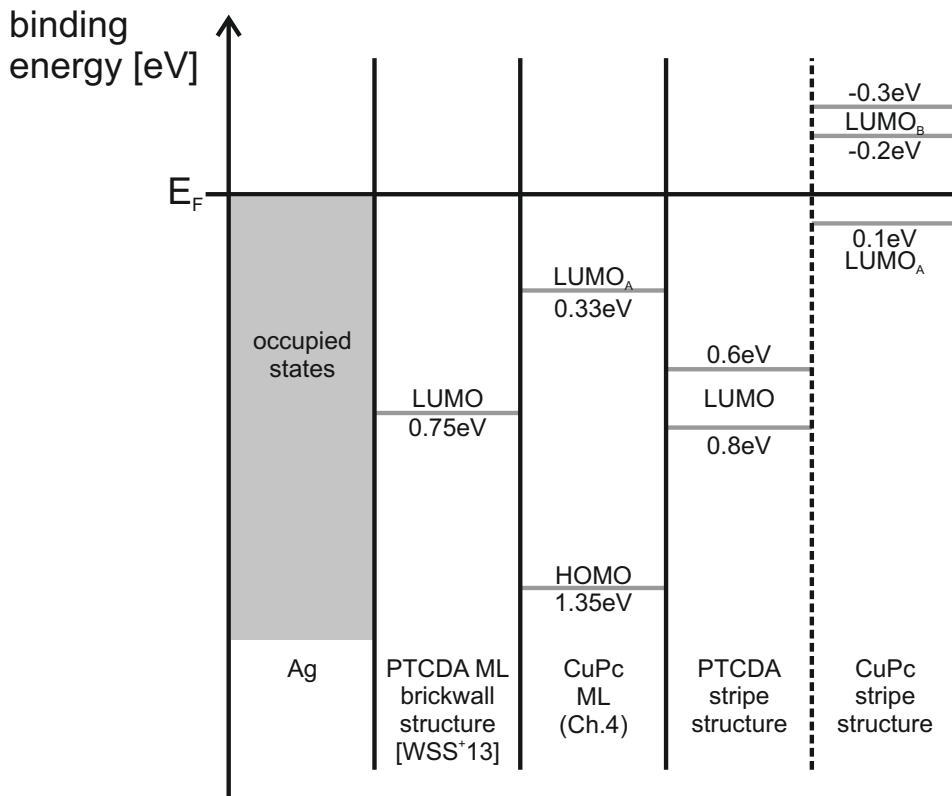 binding
energy [eV]
E_F
occupied
states
Ag
LUMO
0.75eV
PTCDA ML
brickwall
structure
[WSS⁺13]
LUMO_A
0.33eV
HOMO
1.35eV
CuPc
ML
(Ch.4)
0.6eV
LUMO
0.8eV
PTCDA
stripe
structure
-0.3eV
LUMO_B
-0.2eV
0.1eV
LUMO_A
CuPc
stripe
structure